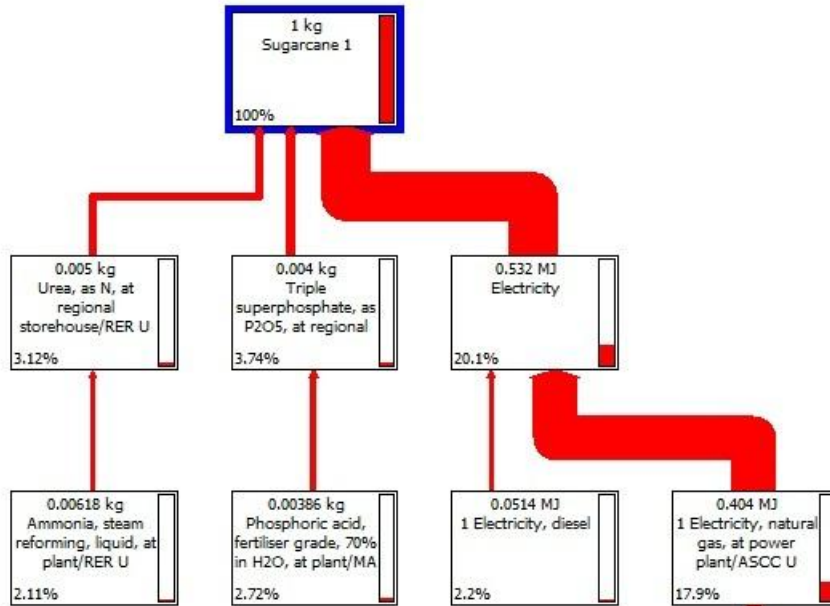 1 kg
Sugarcane 1
100%
0.005 kg
Urea, as N, at
regional
storehouse/RER U
3.12%
0.004 kg
Triple
superphosphate, as
P2O5, at regional
3.74%
0.532 MJ
Electricity
20.1%
0.00618 kg
Ammonia, steam
reforming, liquid, at
plant/RER U
2.11%
0.00386 kg
Phosphoric acid,
fertiliser grade, 70%
in H2O, at plant/MA
2.72%
0.0514 MJ
1 Electricity, diesel
2.2%
0.404 MJ
1 Electricity, natural
gas, at power
plant/ASCC U
17.9%